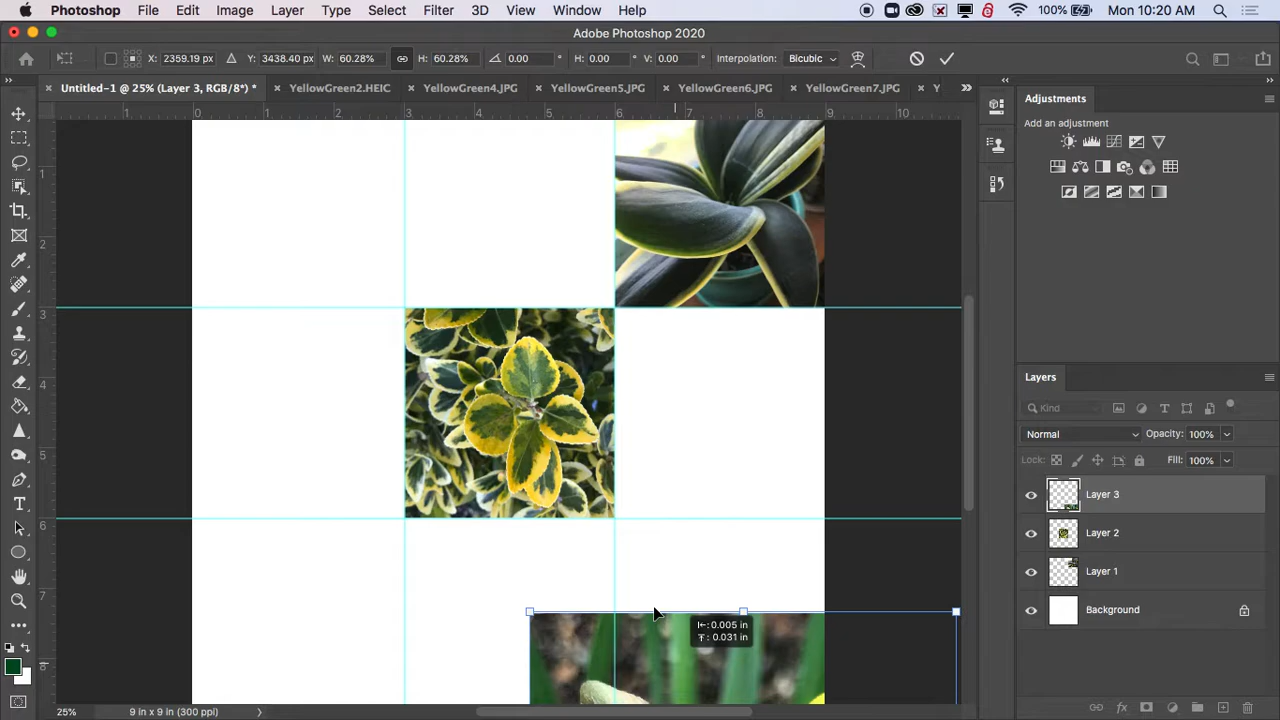 Photoshop File Edit Image Layer Type Select Filter 3D View Window Help 100% Mon 10:20 AM
Adobe Photoshop 2020
X: 2359.19 px Y: 3438.40 px W: 60.28% H: 60.28% 0.00 ° H: 0.00 ° V: 0.00 ° Interpolation: Bicubic
Untitled-1 @ 25% (Layer 3, RGB/8*) * YellowGreen2.HEIC YellowGreen4.JPG YellowGreen5.JPG YellowGreen6.JPG YellowGreen7.JPG Y
1 0 1 2 3 4 5 6 7 8 9 10
1
2
3
4
5
6
7
8
Adjustments
Add an adjustment
Layers
Kind
Normal Opacity: 100%
Lock: Fill: 100%
Layer 3
Layer 2
Layer 1
Background
: 0.005 in
: 0.031 in
25% 9 in x 9 in (300 ppi)